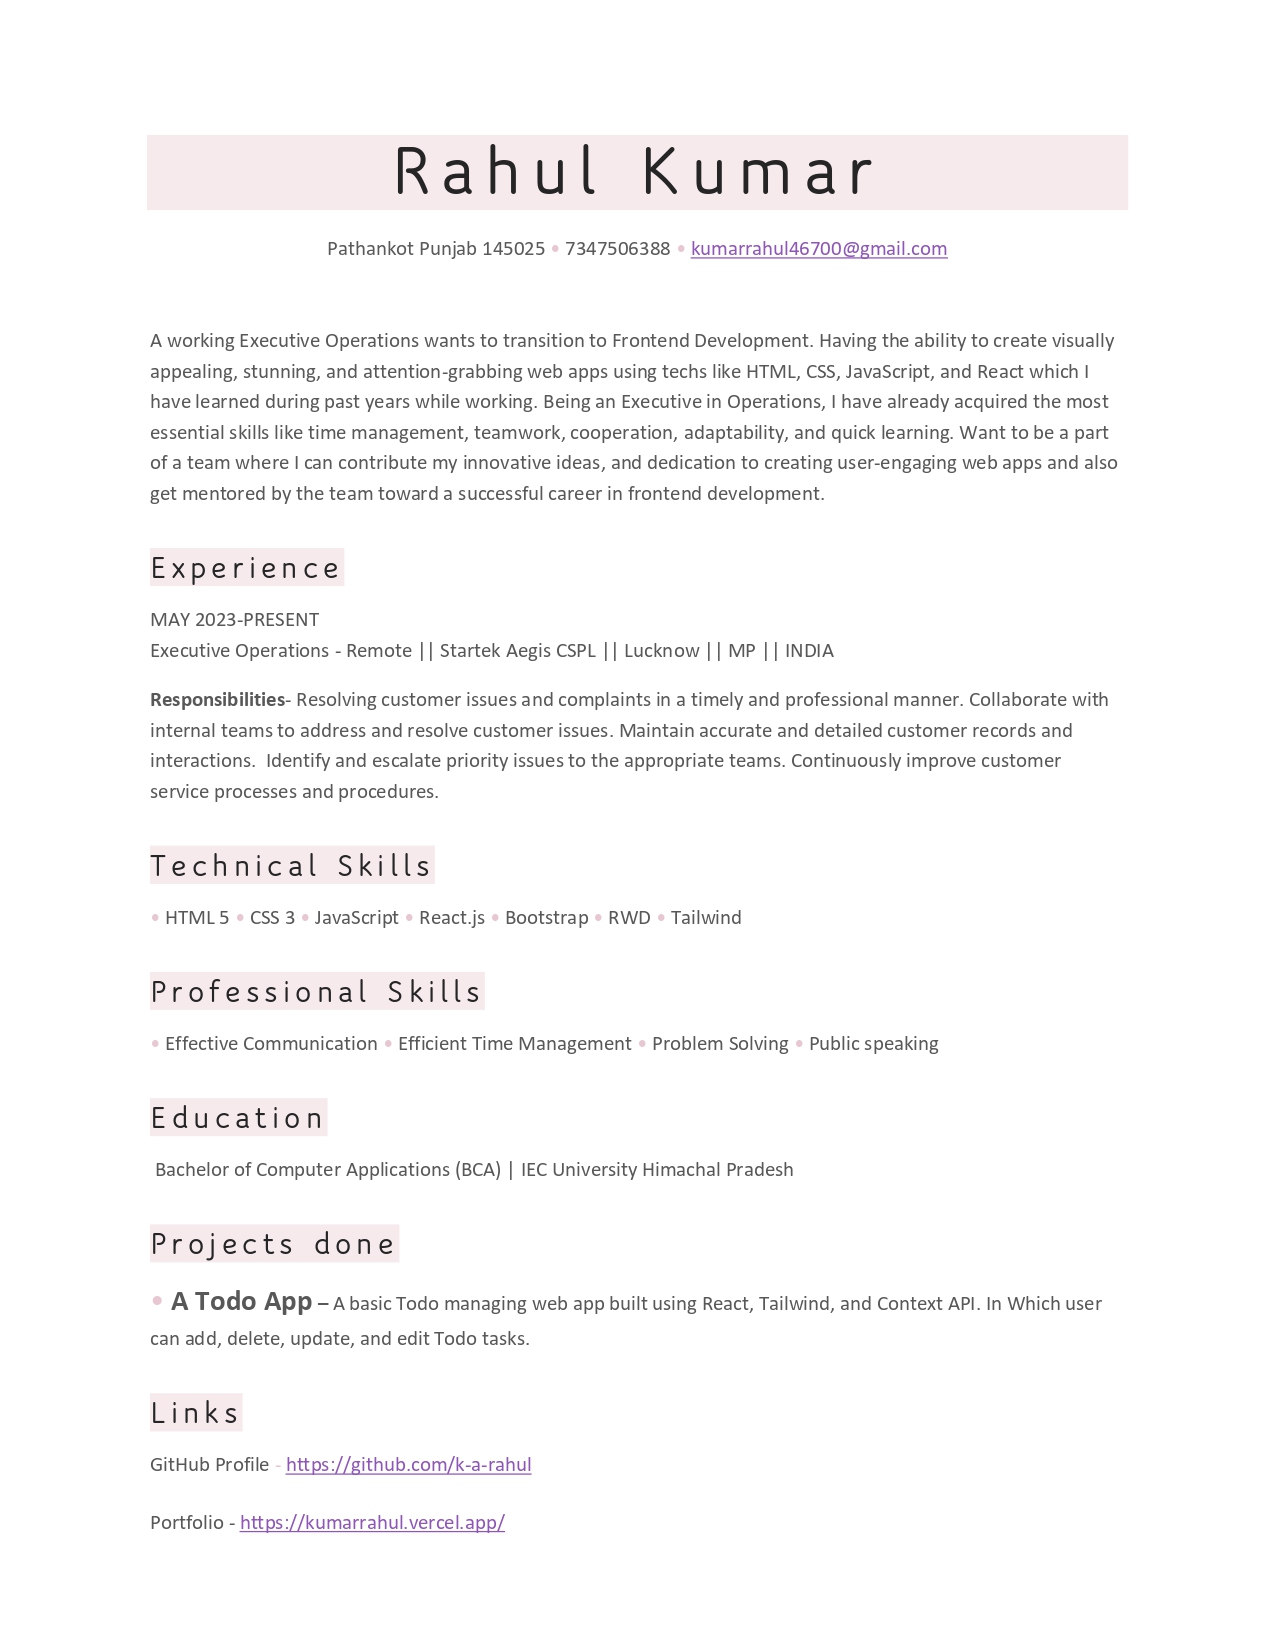 Rahul Kumar
Pathankot Punjab 145025 • 7347506388 • kumarrahul46700@gmail.com
A working Executive Operations wants to transition to Frontend Development. Having the ability to create visually
appealing, stunning, and attention-grabbing web apps using techs like HTML, CSS, JavaScript, and React which I
have learned during past years while working. Being an Executive in Operations, I have already acquired the most
essential skills like time management, teamwork, cooperation, adaptability, and quick learning. Want to be a part
of a team where I can contribute my innovative ideas, and dedication to creating user-engaging web apps and also
get mentored by the team toward a successful career in frontend development.
Experience
MAY 2023-PRESENT
Executive Operations - Remote || Startek Aegis CSPL || Lucknow || MP || INDIA
Responsibilities- Resolving customer issues and complaints in a timely and professional manner. Collaborate with
internal teams to address and resolve customer issues. Maintain accurate and detailed customer records and
interactions.  Identify and escalate priority issues to the appropriate teams. Continuously improve customer
service processes and procedures.
Technical Skills
• HTML 5 • CSS 3 • JavaScript • React.js • Bootstrap • RWD • Tailwind
Professional Skills
• Effective Communication • Efficient Time Management • Problem Solving • Public speaking
Education
Bachelor of Computer Applications (BCA) | IEC University Himachal Pradesh
Projects done
• A Todo App – A basic Todo managing web app built using React, Tailwind, and Context API. In Which user
can add, delete, update, and edit Todo tasks.
Links
GitHub Profile - https://github.com/k-a-rahul
Portfolio - https://kumarrahul.vercel.app/